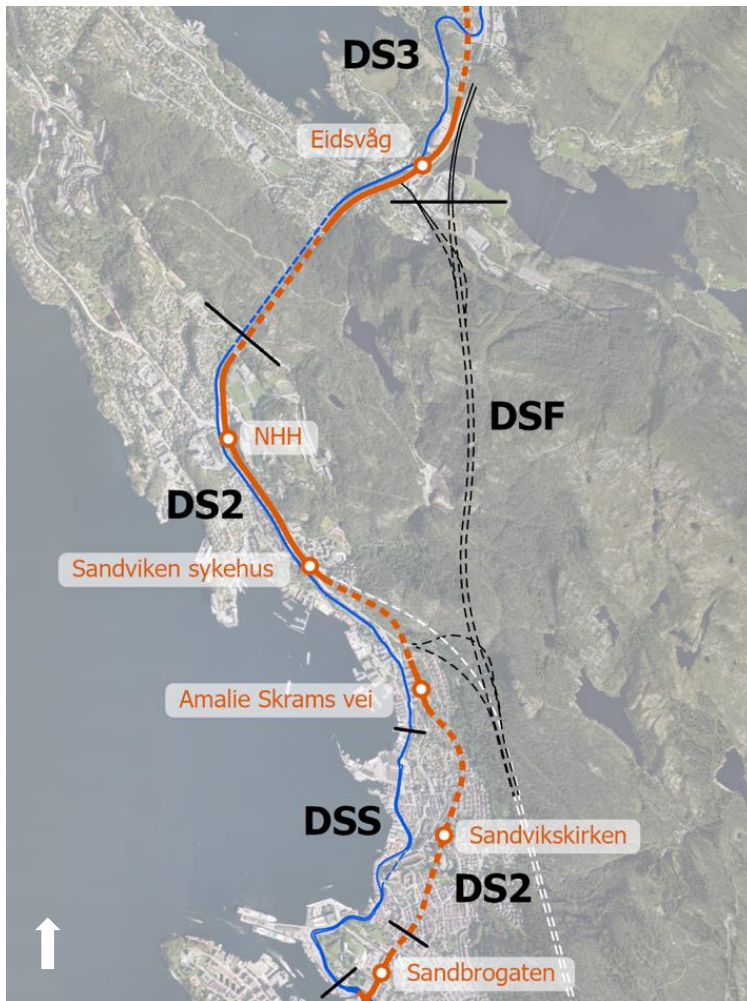 DS3
Eidsvåg
DSF
NHH
DS2
Sandviken sykehus
Amalie Skrams vei
DSS
Sandvikskirken
DS2
Sandbrogaten